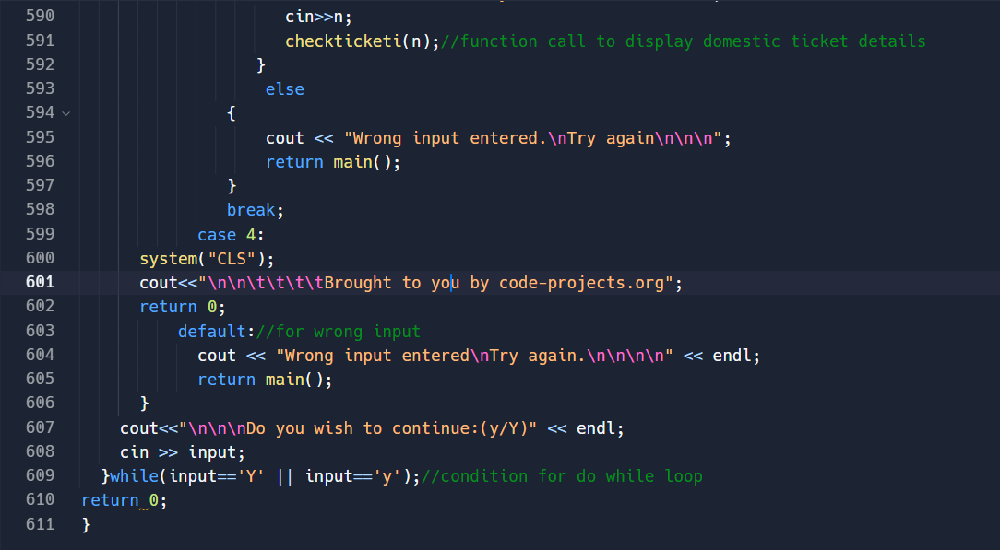 590 cin>>n;
591 checkticketi(n);//function call to display domestic ticket details
592 }
593 else
594 {
595 cout << "Wrong input entered.\nTry again\n\n\n";
596 return main();
597 }
598 break;
599 case 4:
600 system("CLS");
601 cout<<"\n\n\t\t\t\tBrought to you by code-projects.org";
602 return 0;
603 default://for wrong input
604 cout << "Wrong input entered\nTry again.\n\n\n\n" << endl;
605 return main();
606 }
607 cout<<"\n\n\nDo you wish to continue:(y/Y)" << endl;
608 cin >> input;
609 }while(input=='Y' || input=='y');//condition for do while loop
610 return 0;
611 }